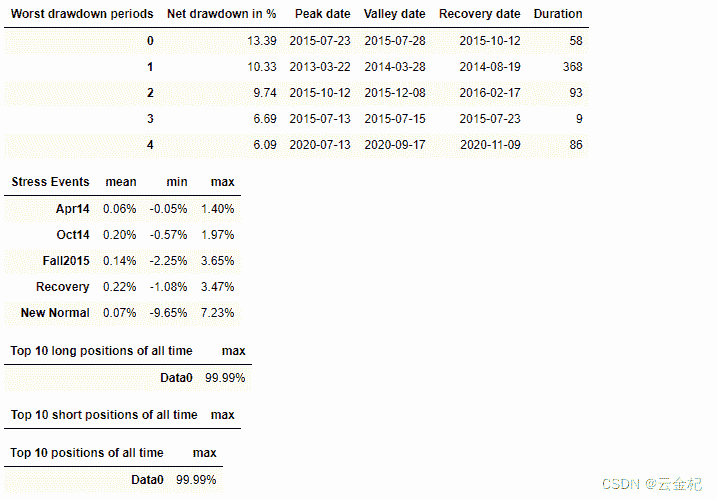 Worst drawdown periods Net drawdown in % Peak date Valley date Recovery date Duration
0 13.39 2015-07-23 2015-07-28 2015-10-12 58
1 10.33 2013-03-22 2014-03-28 2014-08-19 368
2 9.74 2015-10-12 2015-12-08 2016-02-17 93
3 6.69 2015-07-13 2015-07-15 2015-07-23 9
4 6.09 2020-07-13 2020-09-17 2020-11-09 86
Stress Events mean min max
Apr14 0.06% -0.05% 1.40%
Oct14 0.20% -0.57% 1.97%
Fall2015 0.14% -2.25% 3.65%
Recovery 0.22% -1.08% 3.47%
New Normal 0.07% -9.65% 7.23%
Top 10 long positions of all time max
Data0 99.99%
Top 10 short positions of all time max
Top 10 positions of all time max
Data0 99.99%
CSDN @云金杞